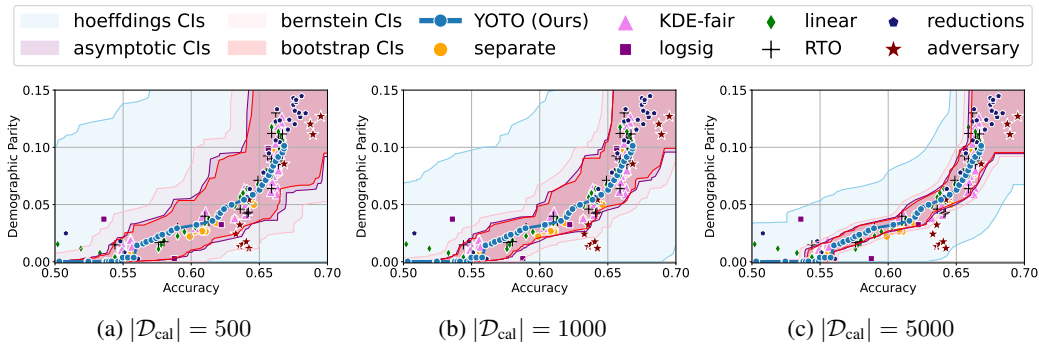 hoeffdings CIs bernstein CIs YOTO (Ours) KDE-fair linear reductions
asymptotic CIs bootstrap CIs separate logsig RTO adversary
Demographic Parity
0.15
0.10
0.05
0.00
0.50 0.55 0.60 0.65 0.70
Accuracy
(a) |𝒟cal| = 500
Demographic Parity
0.15
0.10
0.05
0.00
0.50 0.55 0.60 0.65 0.70
Accuracy
(b) |𝒟cal| = 1000
Demographic Parity
0.15
0.10
0.05
0.00
0.50 0.55 0.60 0.65 0.70
Accuracy
(c) |𝒟cal| = 5000